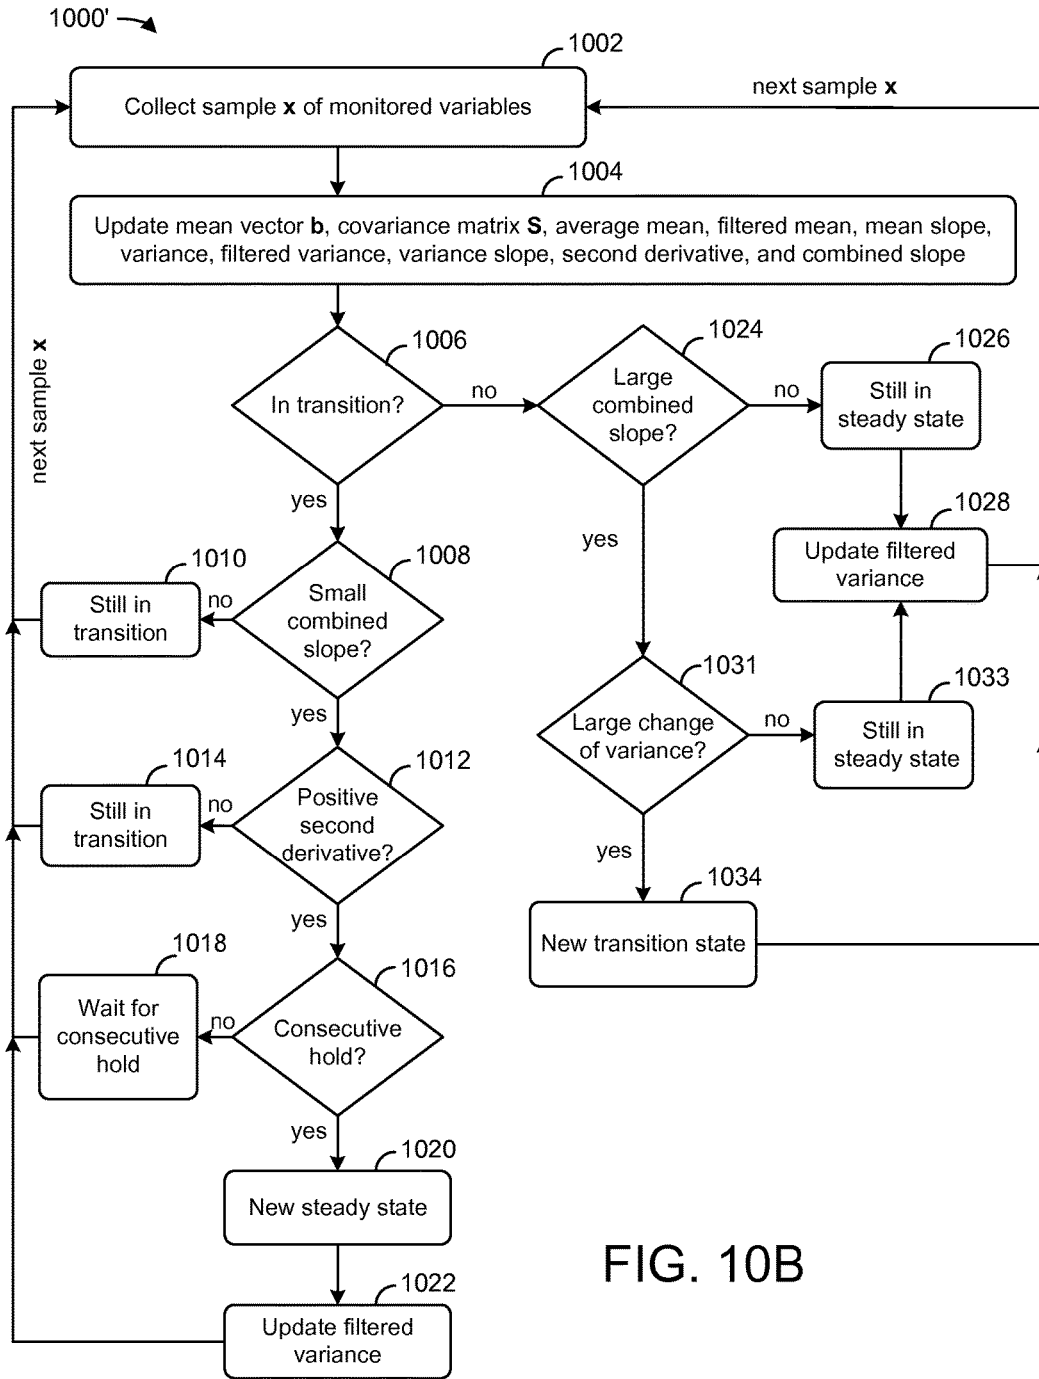 1000'
1002
Collect sample x of monitored variables
next sample x
1004
Update mean vector b, covariance matrix S, average mean, filtered mean, mean slope,
variance, filtered variance, variance slope, second derivative, and combined slope
next sample x
1006
In transition?
no
yes
1024
Large
combined
slope?
no
yes
1026
Still in
steady state
1028
Update filtered
variance
1008
Small
combined
slope?
no
yes
1010
Still in
transition
1031
Large change
of variance?
no
yes
1033
Still in
steady state
1012
Positive
second
derivative?
no
yes
1014
Still in
transition
1034
New transition state
1016
Consecutive
hold?
no
yes
1018
Wait for
consecutive
hold
1020
New steady state
1022
Update filtered
variance
FIG. 10B